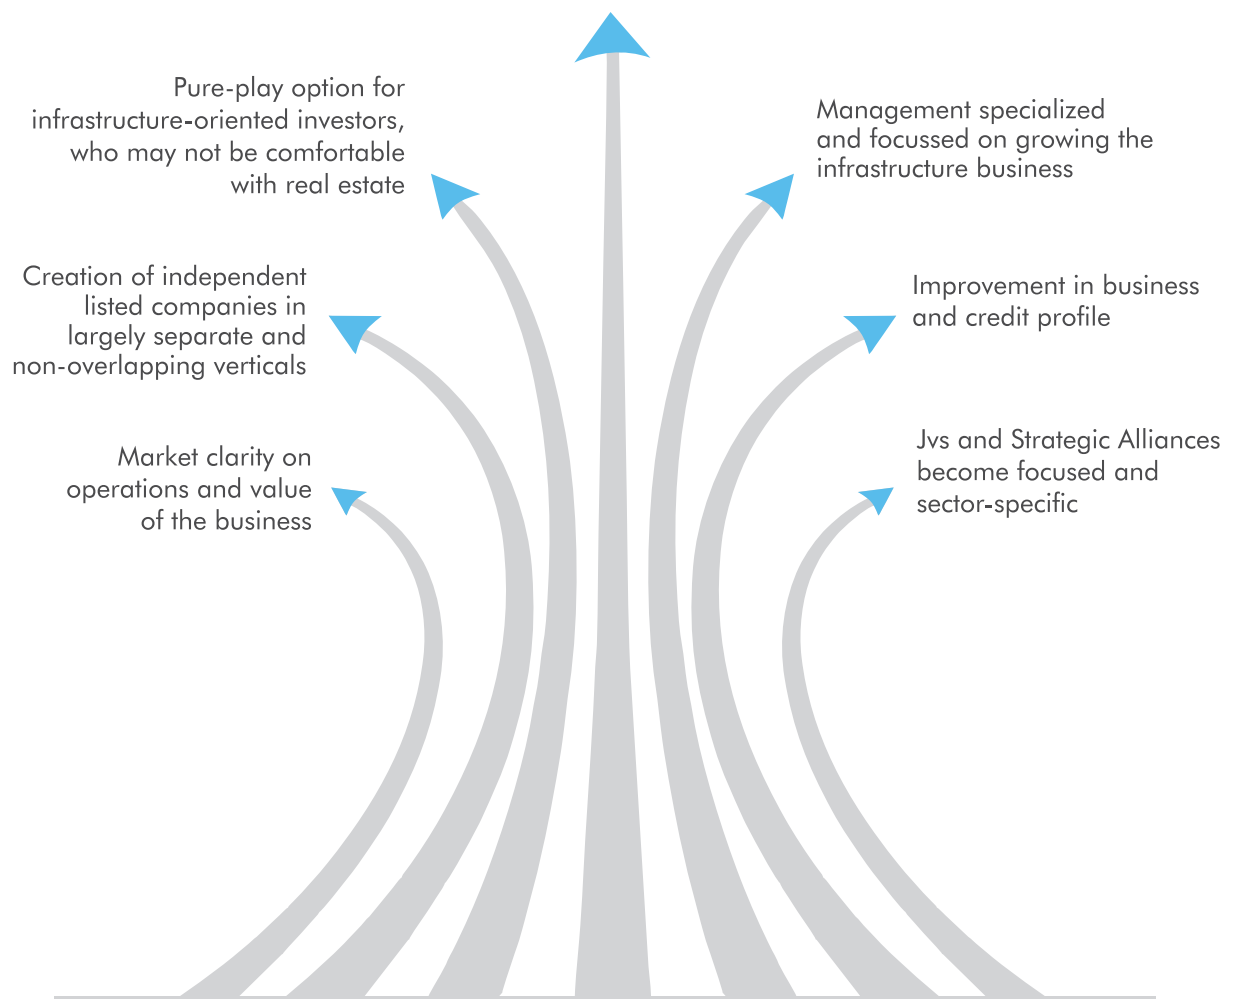 Pure-play option for
infrastructure-oriented investors,
who may not be comfortable
with real estate
Creation of independent
listed companies in
largely separate and
non-overlapping verticals
Market clarity on
operations and value
of the business
Management specialized
and focussed on growing the
infrastructure business
Improvement in business
and credit profile
Jvs and Strategic Alliances
become focused and
sector-specific